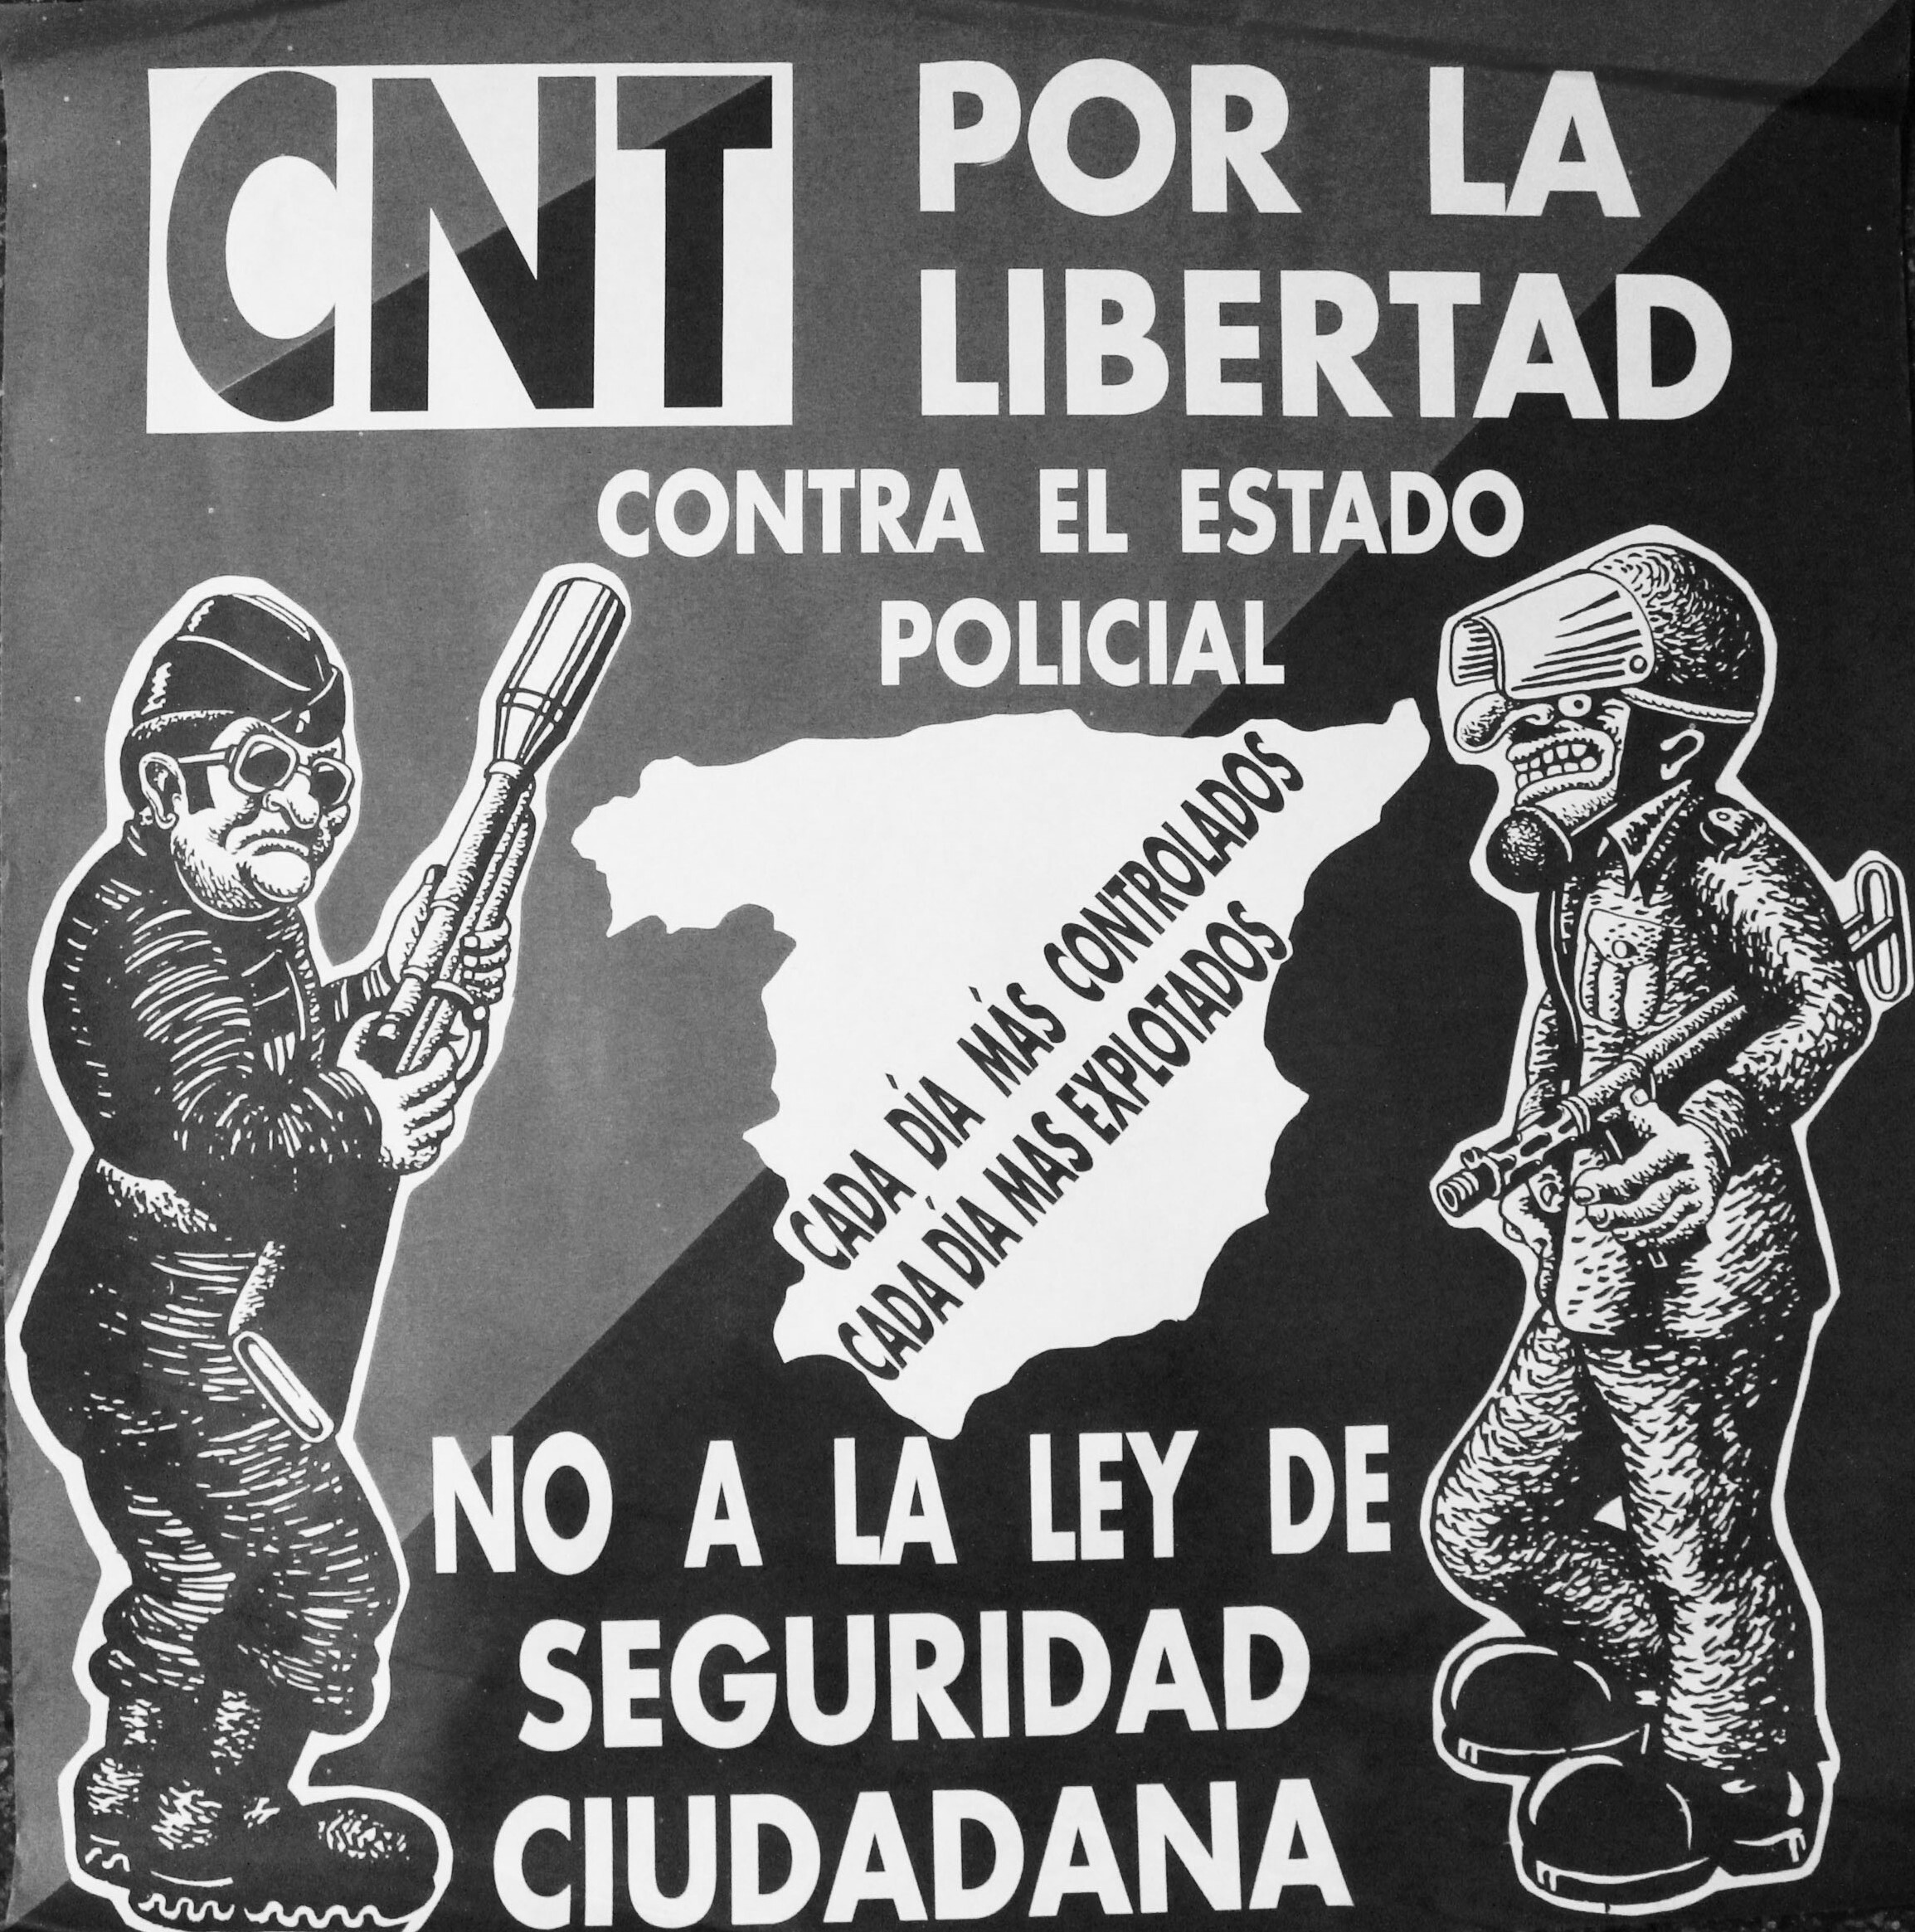 CNT
POR LA
LIBERTAD
CONTRA EL ESTADO
POLICIAL
CADA DÍA MÁS CONTROLADOS
CADA DÍA MAS EXPLOTADOS
NO A LA LEY DE
SEGURIDAD
CIUDADANA